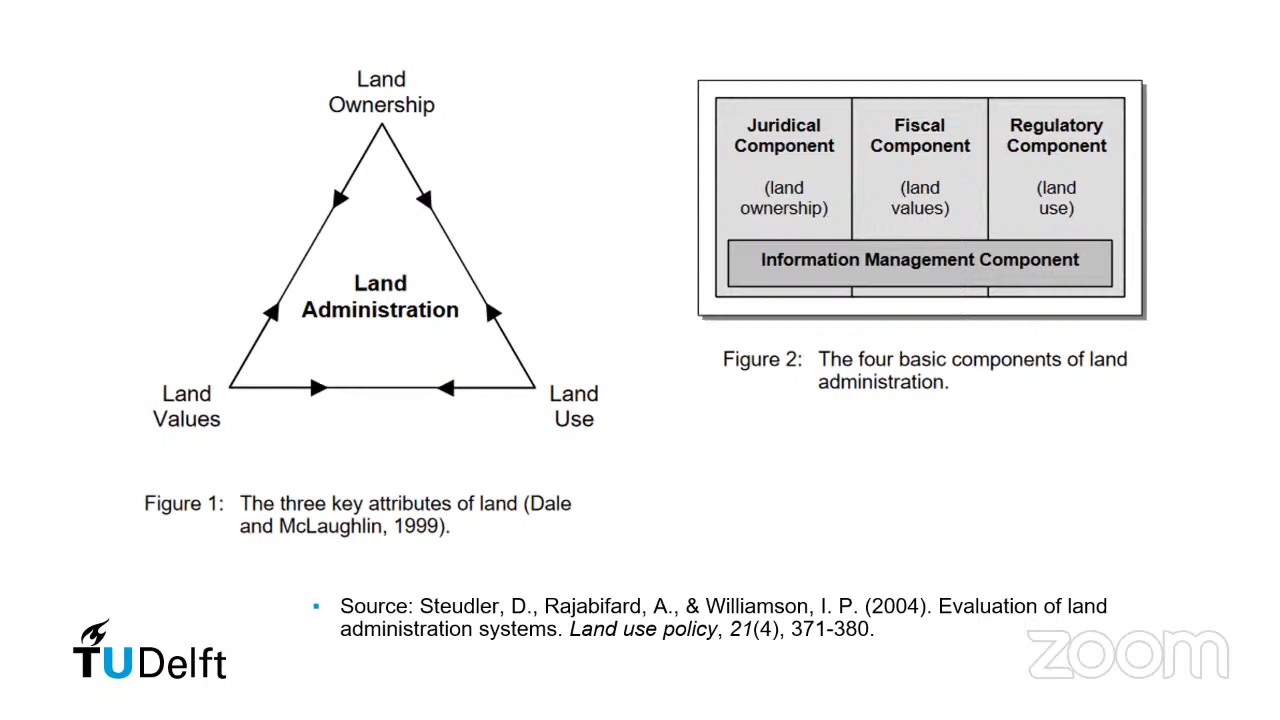 Land
Ownership
Land
Administration
Land
Values
Land
Use
Figure 1: The three key attributes of land (Dale
and McLaughlin, 1999).
Juridical
Component
(land
ownership)
Fiscal
Component
(land
values)
Regulatory
Component
(land
use)
Information Management Component
Figure 2: The four basic components of land
administration.
▪ Source: Steudler, D., Rajabifard, A., & Williamson, I. P. (2004). Evaluation of land
administration systems. Land use policy, 21(4), 371-380.
TUDelft
zoom